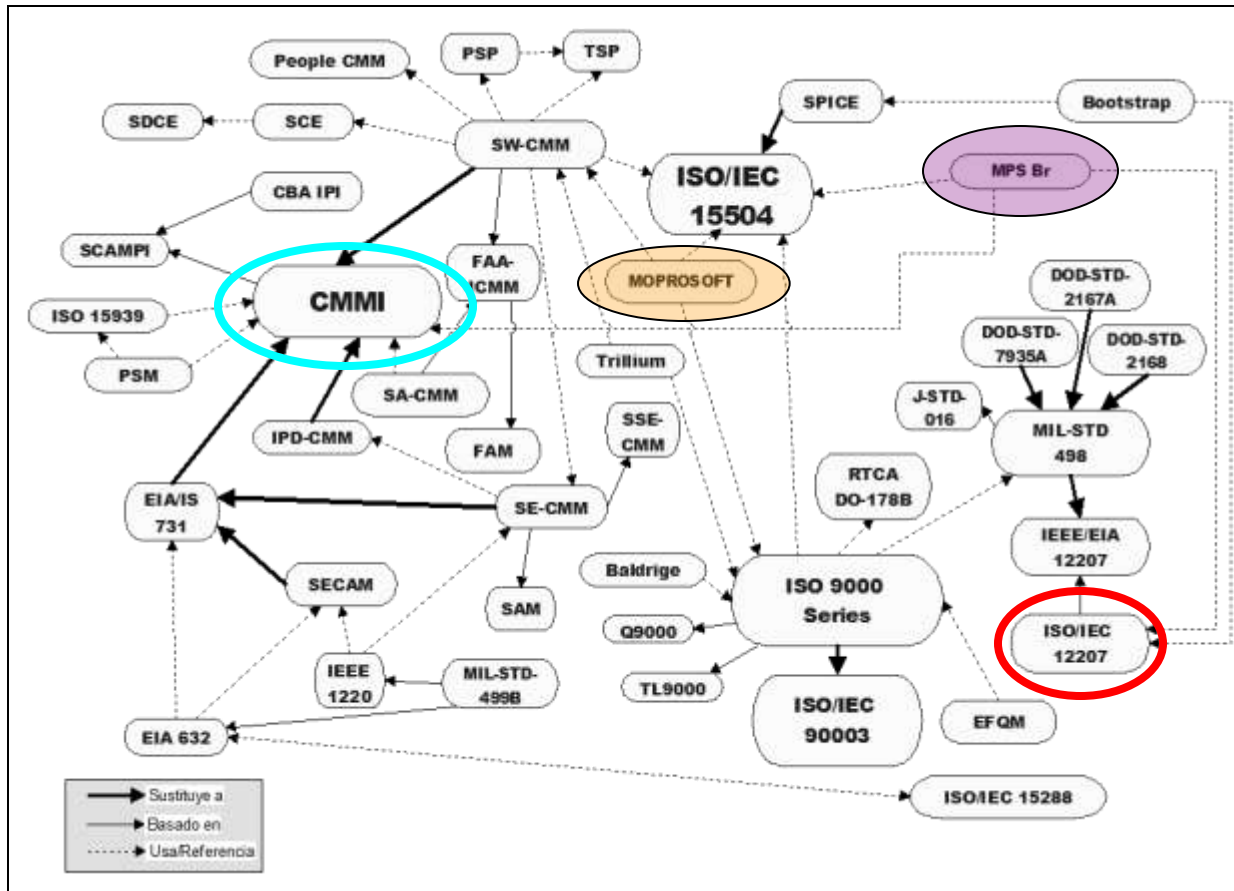 People CMM
PSP
TSP
SPICE
Bootstrap
SDCE
SCE
SW-CMM
ISO/IEC
15504
MPS Br
CBA IPI
SCAMPI
FAA-
ICMM
MOPROSOFT
CMMI
DOD-STD-
2167A
ISO 15939
DOD-STD-
7935A
DOD-STD-
2168
PSM
Trillium
SA-CMM
J-STD-
016
SSE-
CMM
MIL-STD
498
IPD-CMM
FAM
RTCA
DO-178B
EIA/IS
731
SE-CMM
IEEE/EIA
12207
Baldrige
ISO 9000
Series
SECAM
SAM
Q9000
ISO/IEC
12207
IEEE
1220
MIL-STD-
499B
TL9000
ISO/IEC
90003
EFQM
EIA 632
ISO/IEC 15288
Sustituye a
Basado en
Usa/Referencia